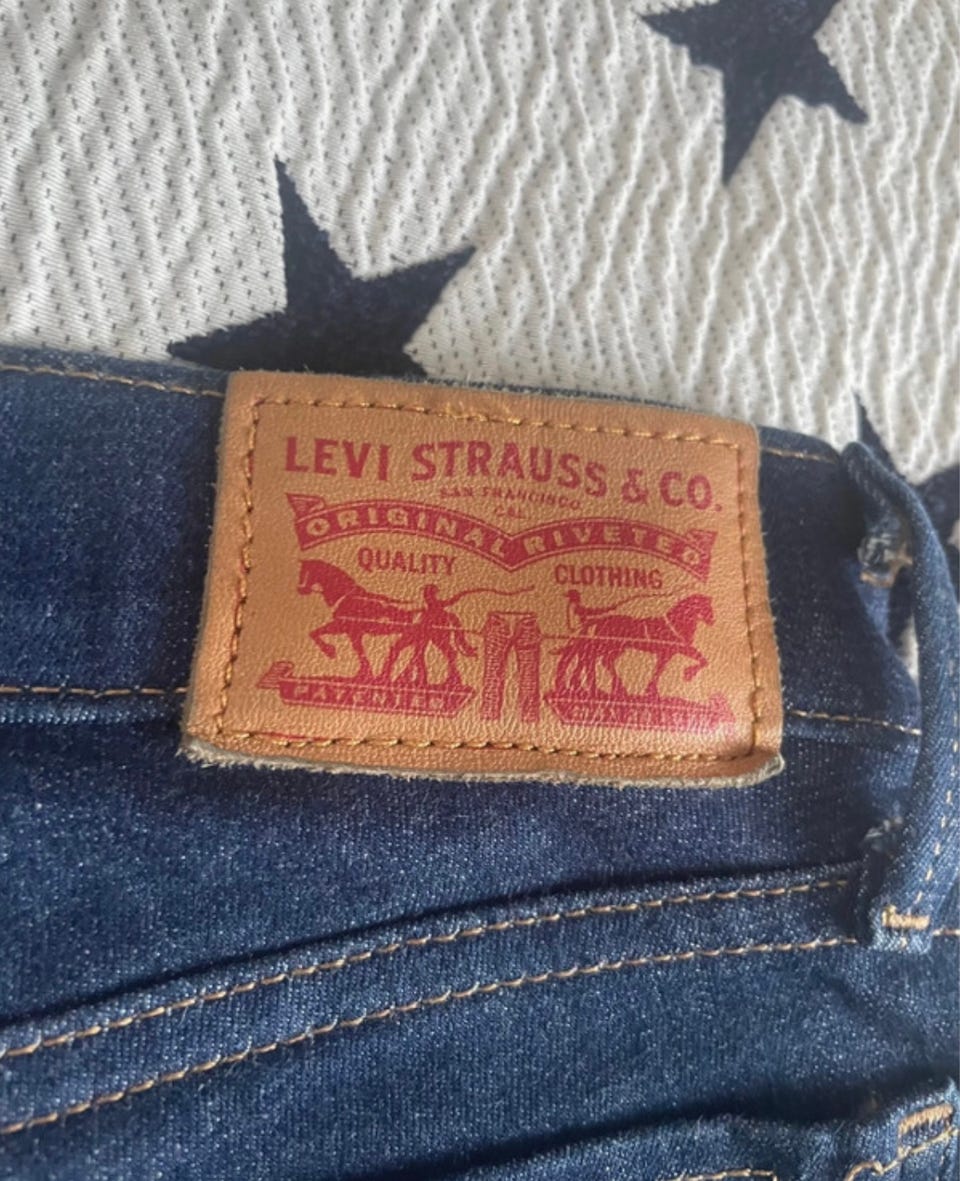 LEVI STRAUSS & CO.
SAN FRANCISCO
CAL
ORIGINAL RIVETED
QUALITY CLOTHING